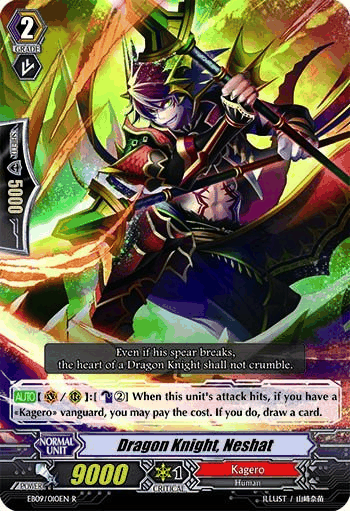 2
GRADE
SHIELD
5000
Even if his spear breaks,
the heart of a Dragon Knight shall not crumble.
AUTO [ / ]:[ ②] When this unit's attack hits, if you have a
«Kagero» vanguard, you may pay the cost. If you do, draw a card.
NORMAL
UNIT
Dragon Knight, Neshat
POWER
9000
1
CRITICAL
Kagero
Human
EB09/010EN R
ILLUST / 山崎奈苗